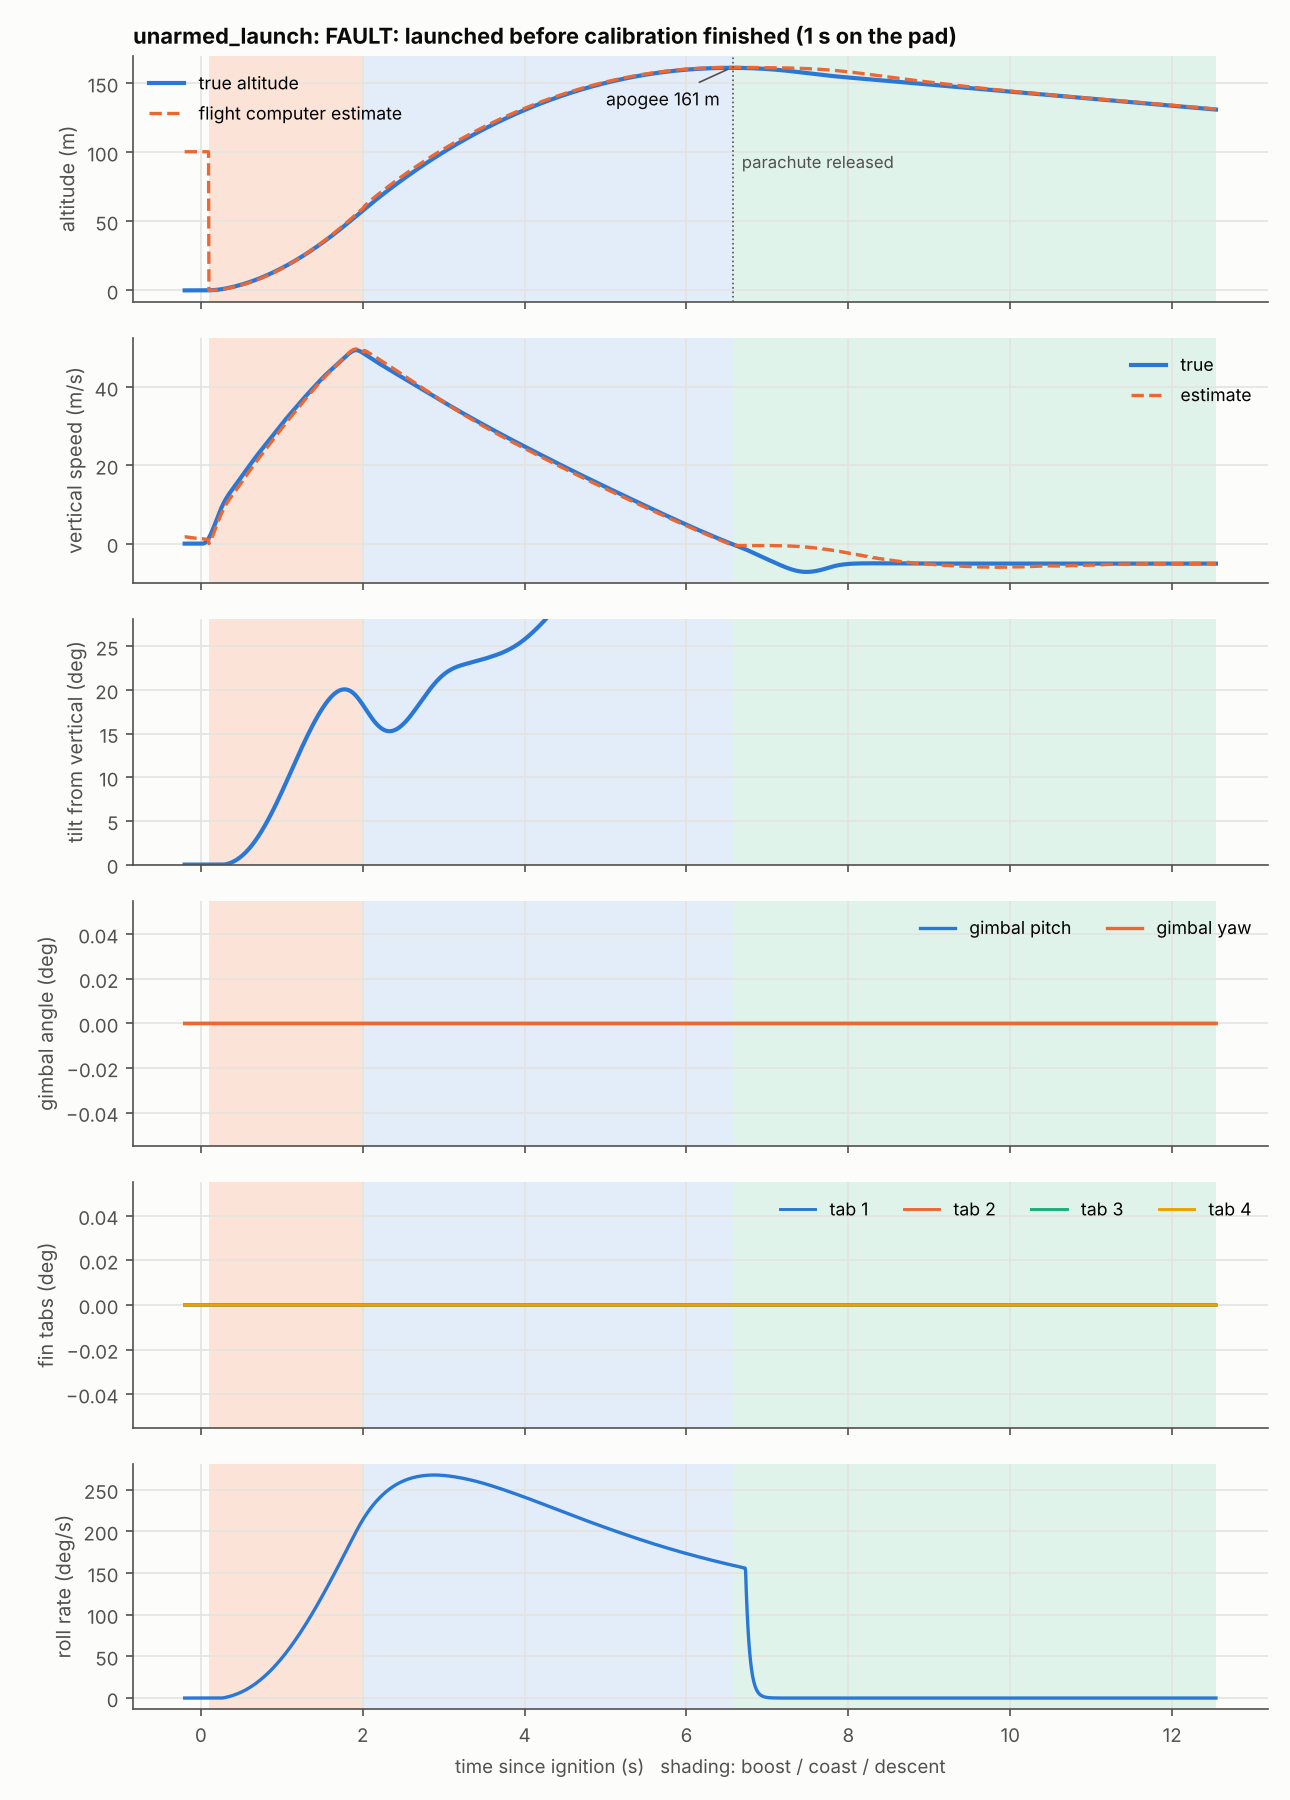 unarmed_launch: FAULT: launched before calibration finished (1 s on the pad)
true altitude
flight computer estimate
apogee 161 m
parachute released
altitude (m)
150
100
50
0
true
estimate
vertical speed (m/s)
40
20
0
tilt from vertical (deg)
25
20
15
10
5
0
gimbal pitch gimbal yaw
gimbal angle (deg)
0.04
0.02
0.00
−0.02
−0.04
tab 1 tab 2 tab 3 tab 4
fin tabs (deg)
0.04
0.02
0.00
−0.02
−0.04
roll rate (deg/s)
250
200
150
100
50
0
0 2 4 6 8 10 12
time since ignition (s) shading: boost / coast / descent